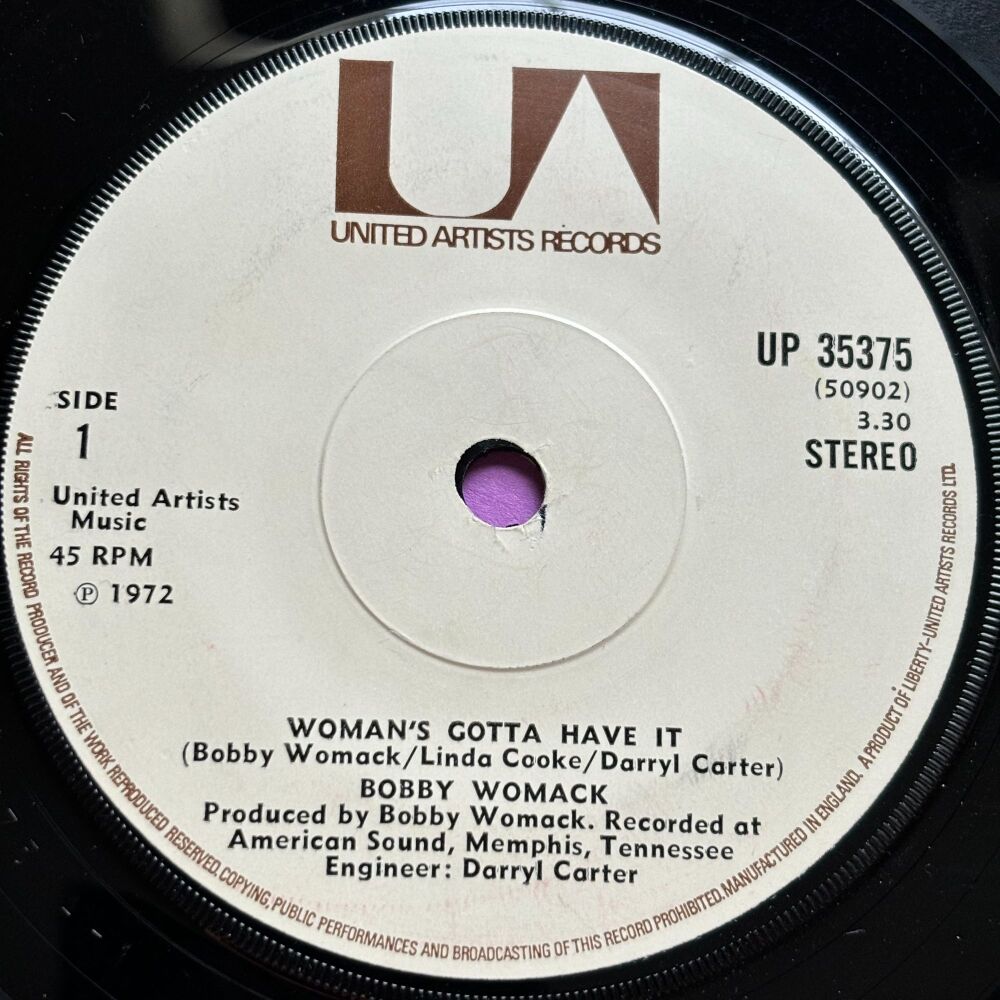 UA
UNITED ARTISTS RECORDS
UP 35375
(50902)
3.30
STEREO
SIDE
1
United Artists
Music
45 RPM
Ⓟ 1972
WOMAN'S GOTTA HAVE IT
(Bobby Womack/Linda Cooke/Darryl Carter)
BOBBY WOMACK
Produced by Bobby Womack. Recorded at
American Sound, Memphis, Tennessee
Engineer: Darryl Carter
ALL RIGHTS OF THE RECORD PRODUCER AND OF THE WORK REPRODUCED RESERVED. COPYING, PUBLIC PERFORMANCES AND BROADCASTING OF THIS RECORD PROHIBITED. MANUFACTURED IN ENGLAND. A PRODUCT OF LIBERTY-UNITED ARTISTS RECORDS LTD.